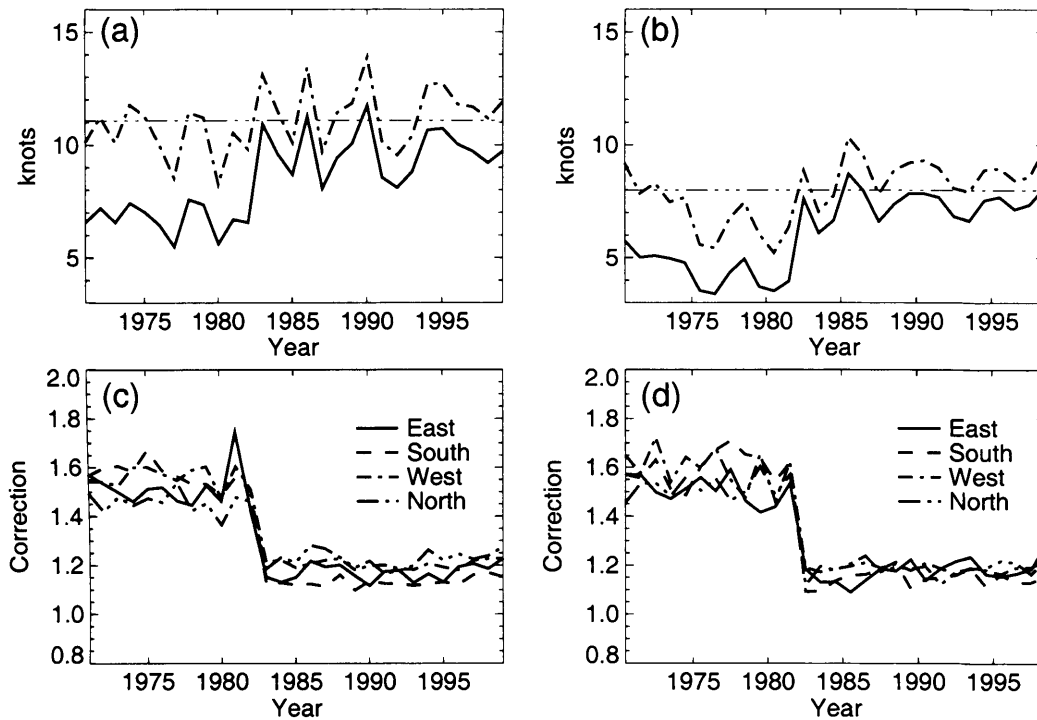 (a)
15
10
5
knots
1975 1980 1985 1990 1995
Year
(b)
15
10
5
knots
1975 1980 1985 1990 1995
Year
(c)
2.0
1.8
1.6
1.4
1.2
1.0
0.8
Correction
East
South
West
North
1975 1980 1985 1990 1995
Year
(d)
2.0
1.8
1.6
1.4
1.2
1.0
0.8
Correction
East
South
West
North
1975 1980 1985 1990 1995
Year